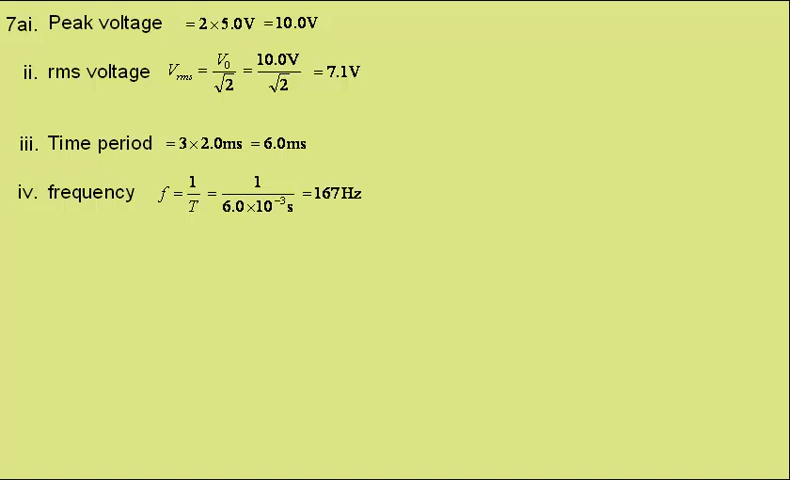 7ai. Peak voltage = 2×5.0V = 10.0V
ii. rms voltage V_rms = V_0/√2 = 10.0V/√2 = 7.1V
iii. Time period = 3×2.0ms = 6.0ms
iv. frequency f = 1/T = 1/(6.0×10⁻³s) = 167Hz